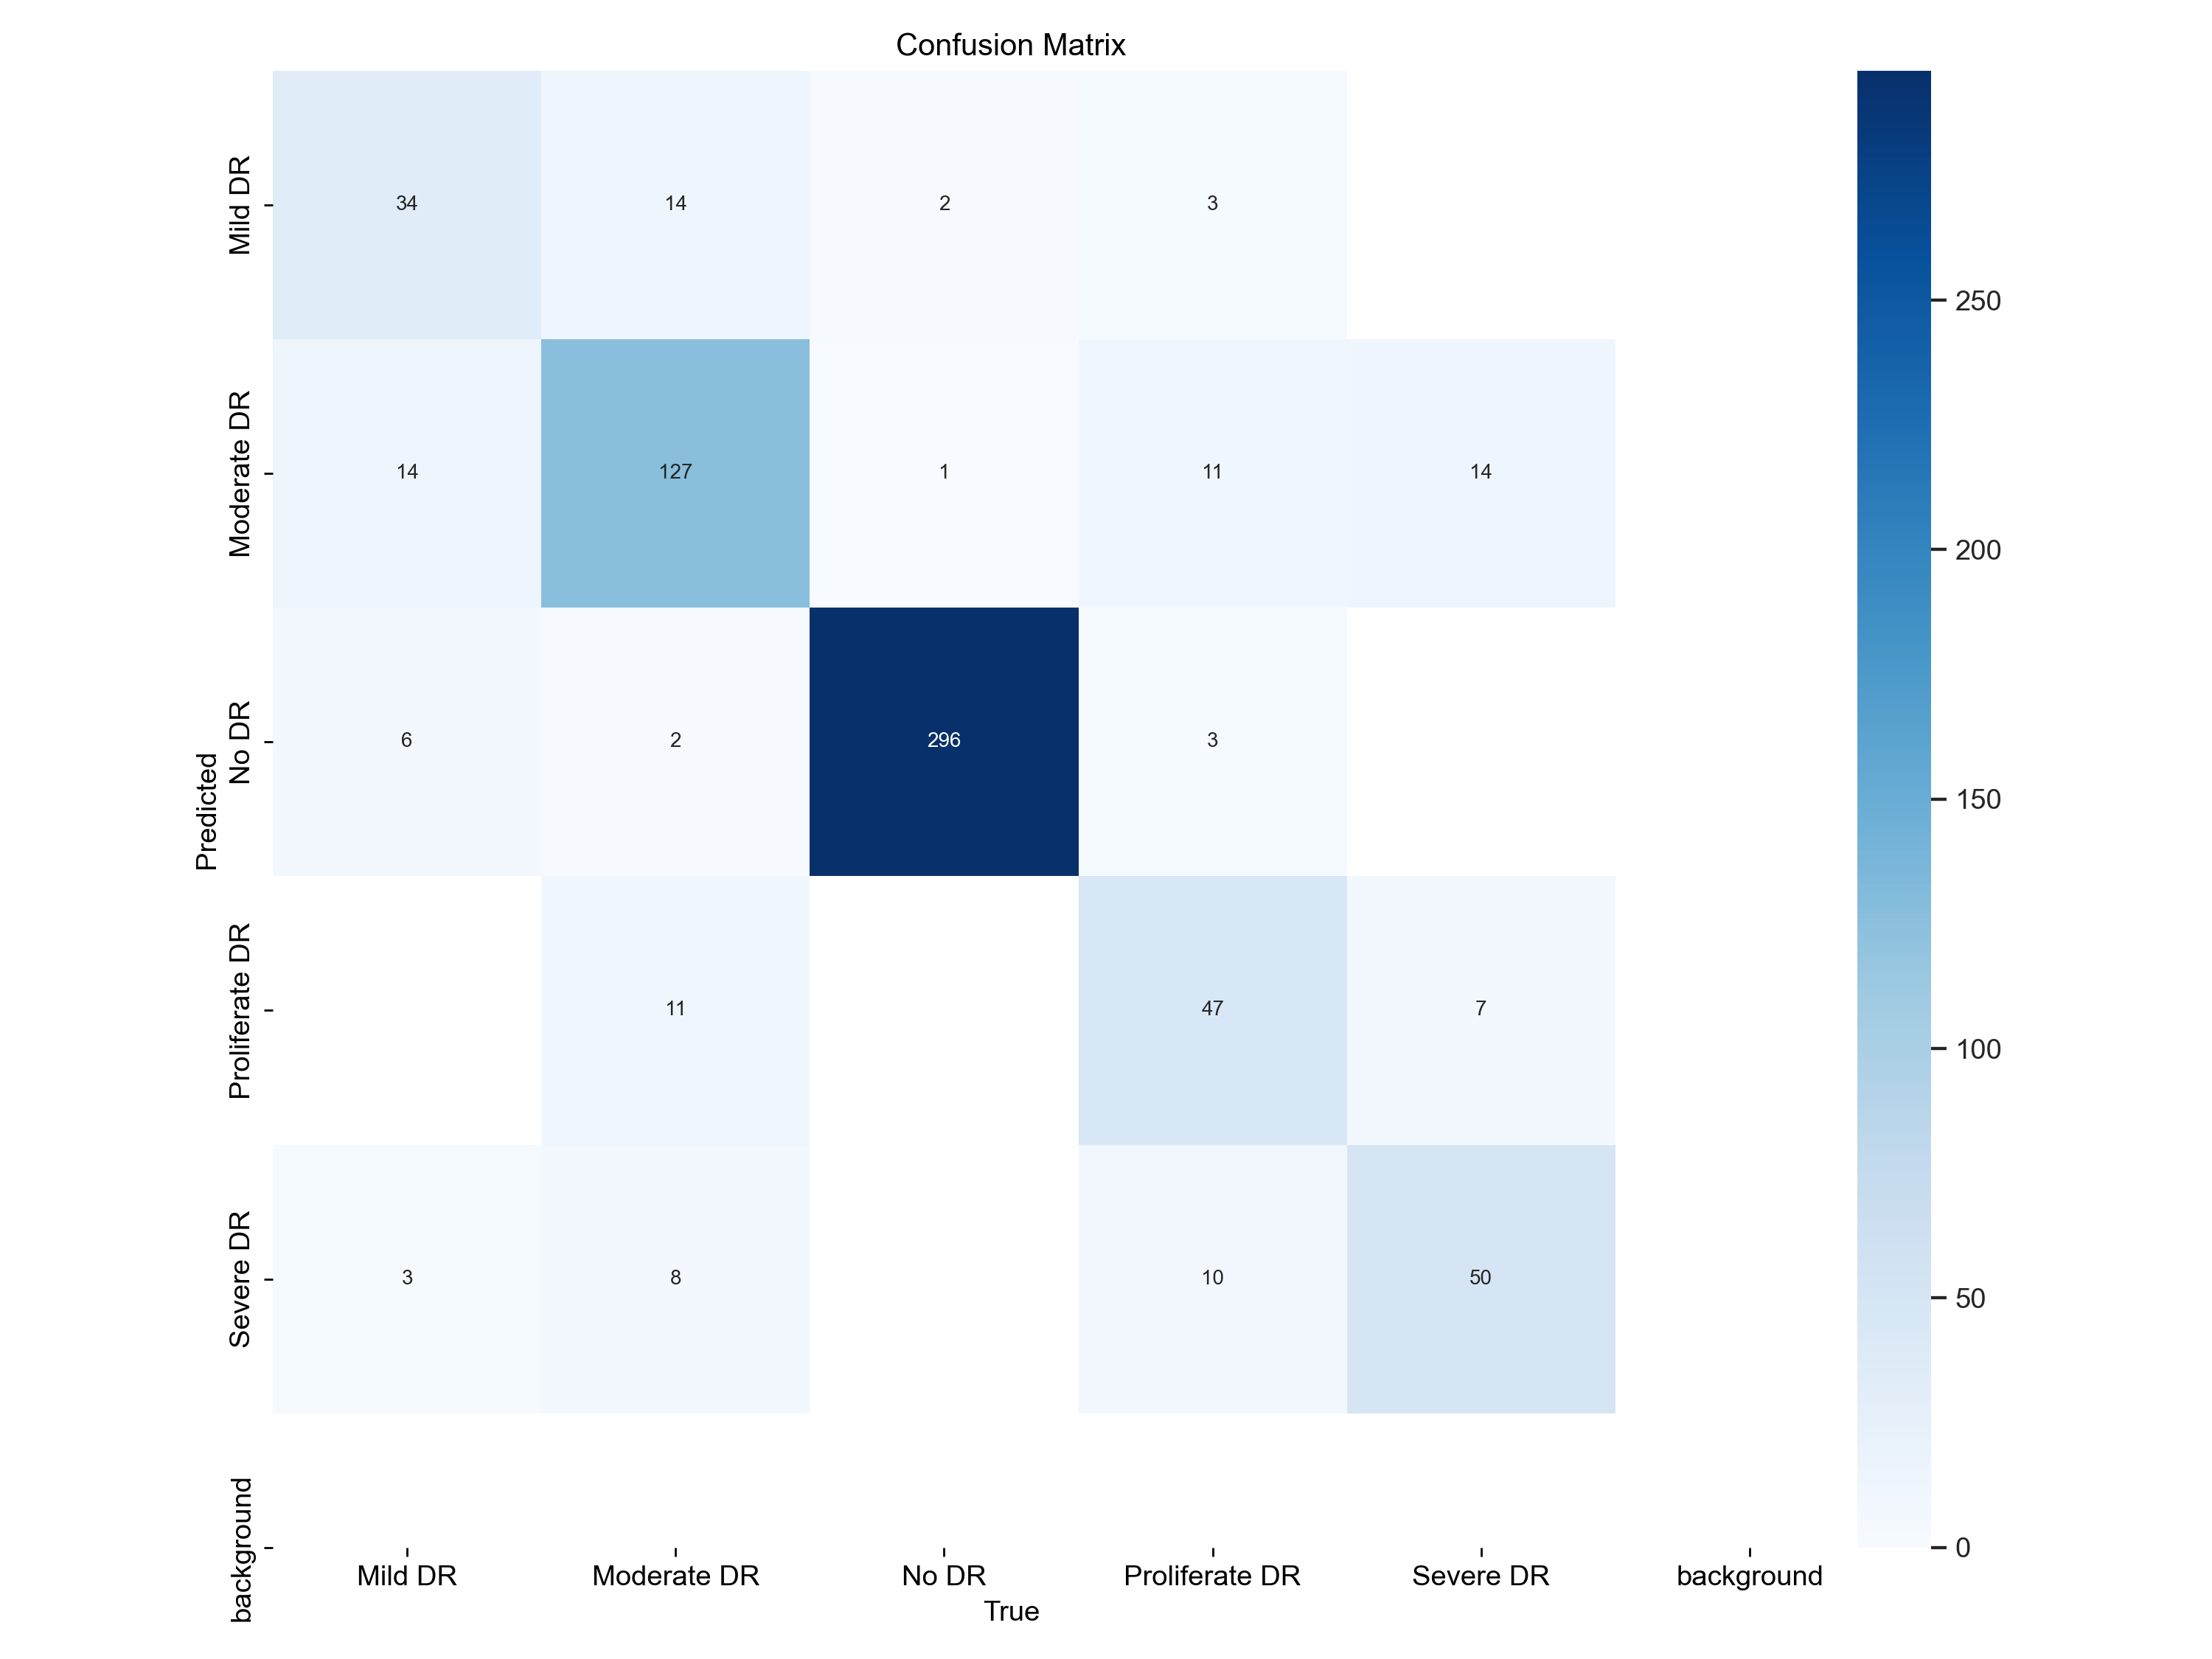 Confusion Matrix
Mild DR
34 14 2 3
Moderate DR
14 127 1 11 14
No DR
6 2 296 3
Proliferate DR
11 47 7
Severe DR
3 8 10 50
background
Predicted
Mild DR Moderate DR No DR Proliferate DR Severe DR background
True
250
200
150
100
50
0